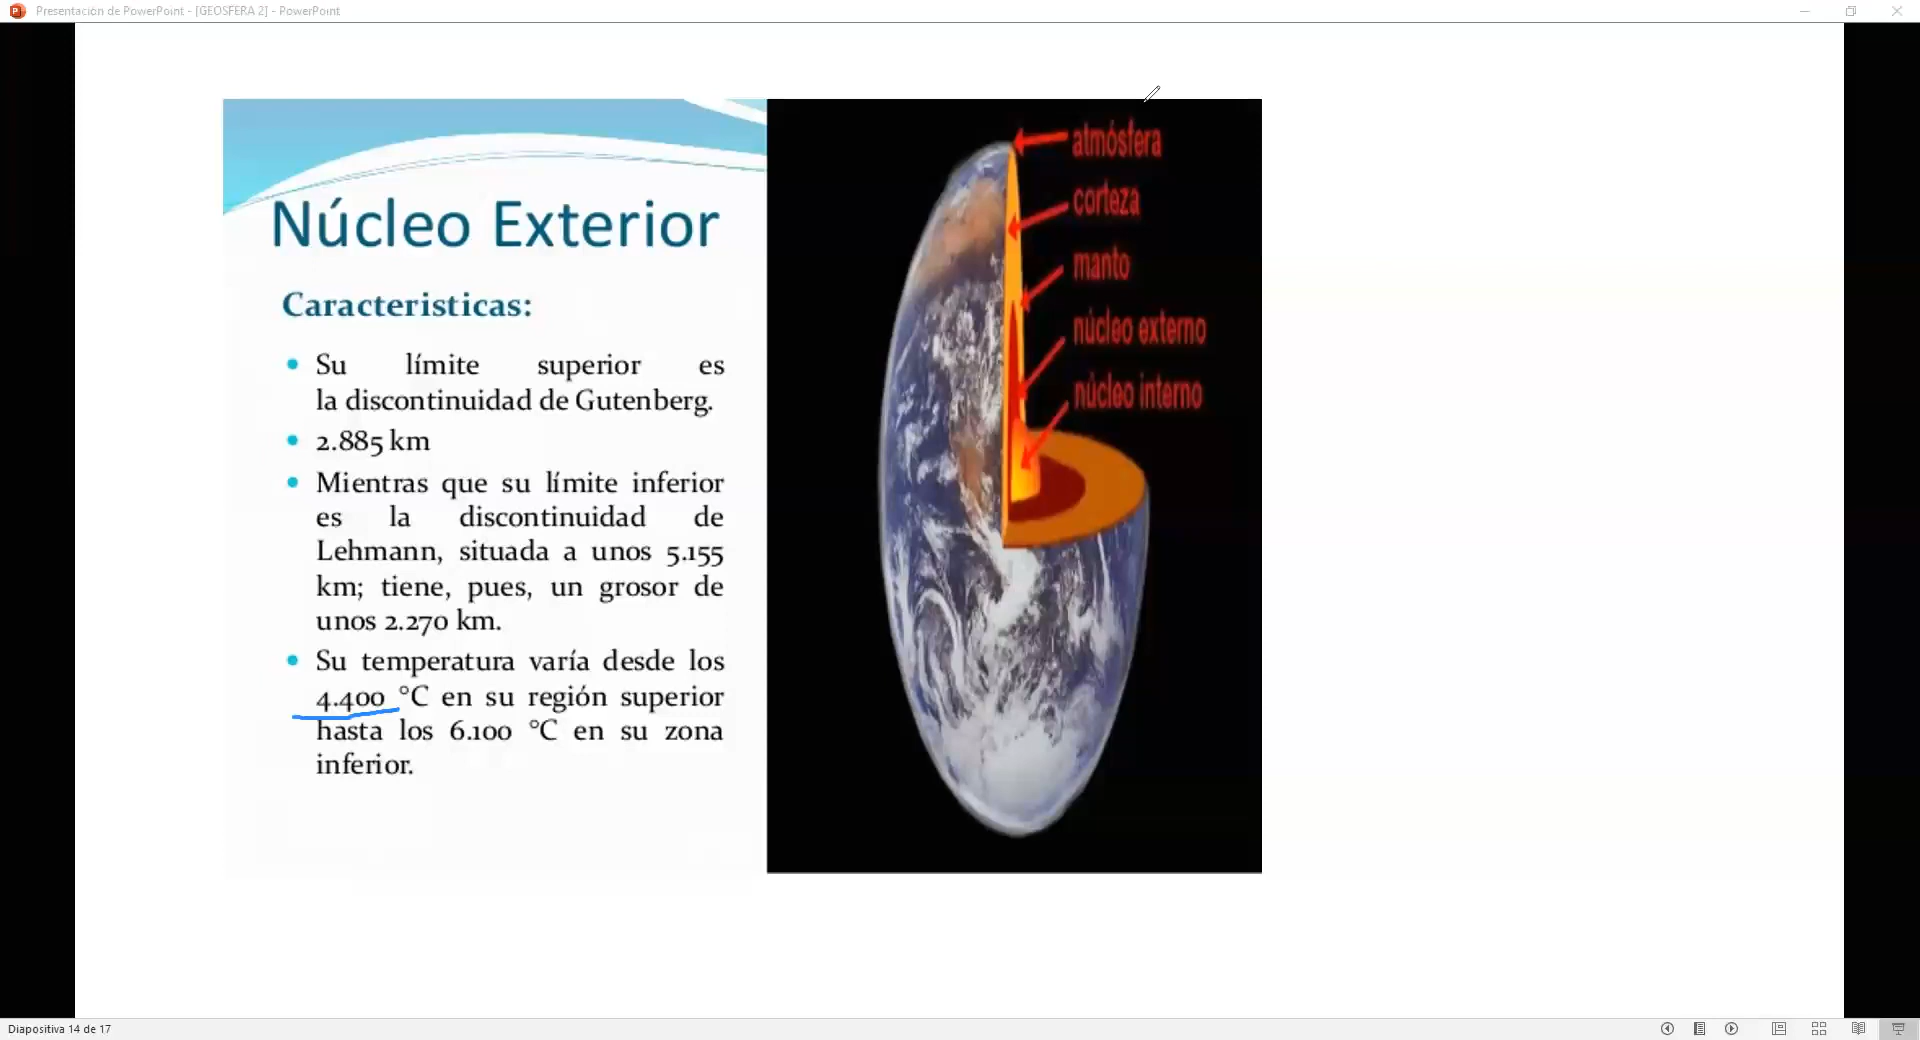 Presentación de PowerPoint - [GEOSFERA 2] - PowerPoint
Núcleo Exterior
Caracteristicas:
Su límite superior es
la discontinuidad de Gutenberg.
2.885 km
Mientras que su límite inferior
es la discontinuidad de
Lehmann, situada a unos 5.155
km; tiene, pues, un grosor de
unos 2.270 km.
Su temperatura varía desde los
4.400 °C en su región superior
hasta los 6.100 °C en su zona
inferior.
atmósfera
corteza
manto
núcleo externo
núcleo interno
Diapositiva 14 de 17